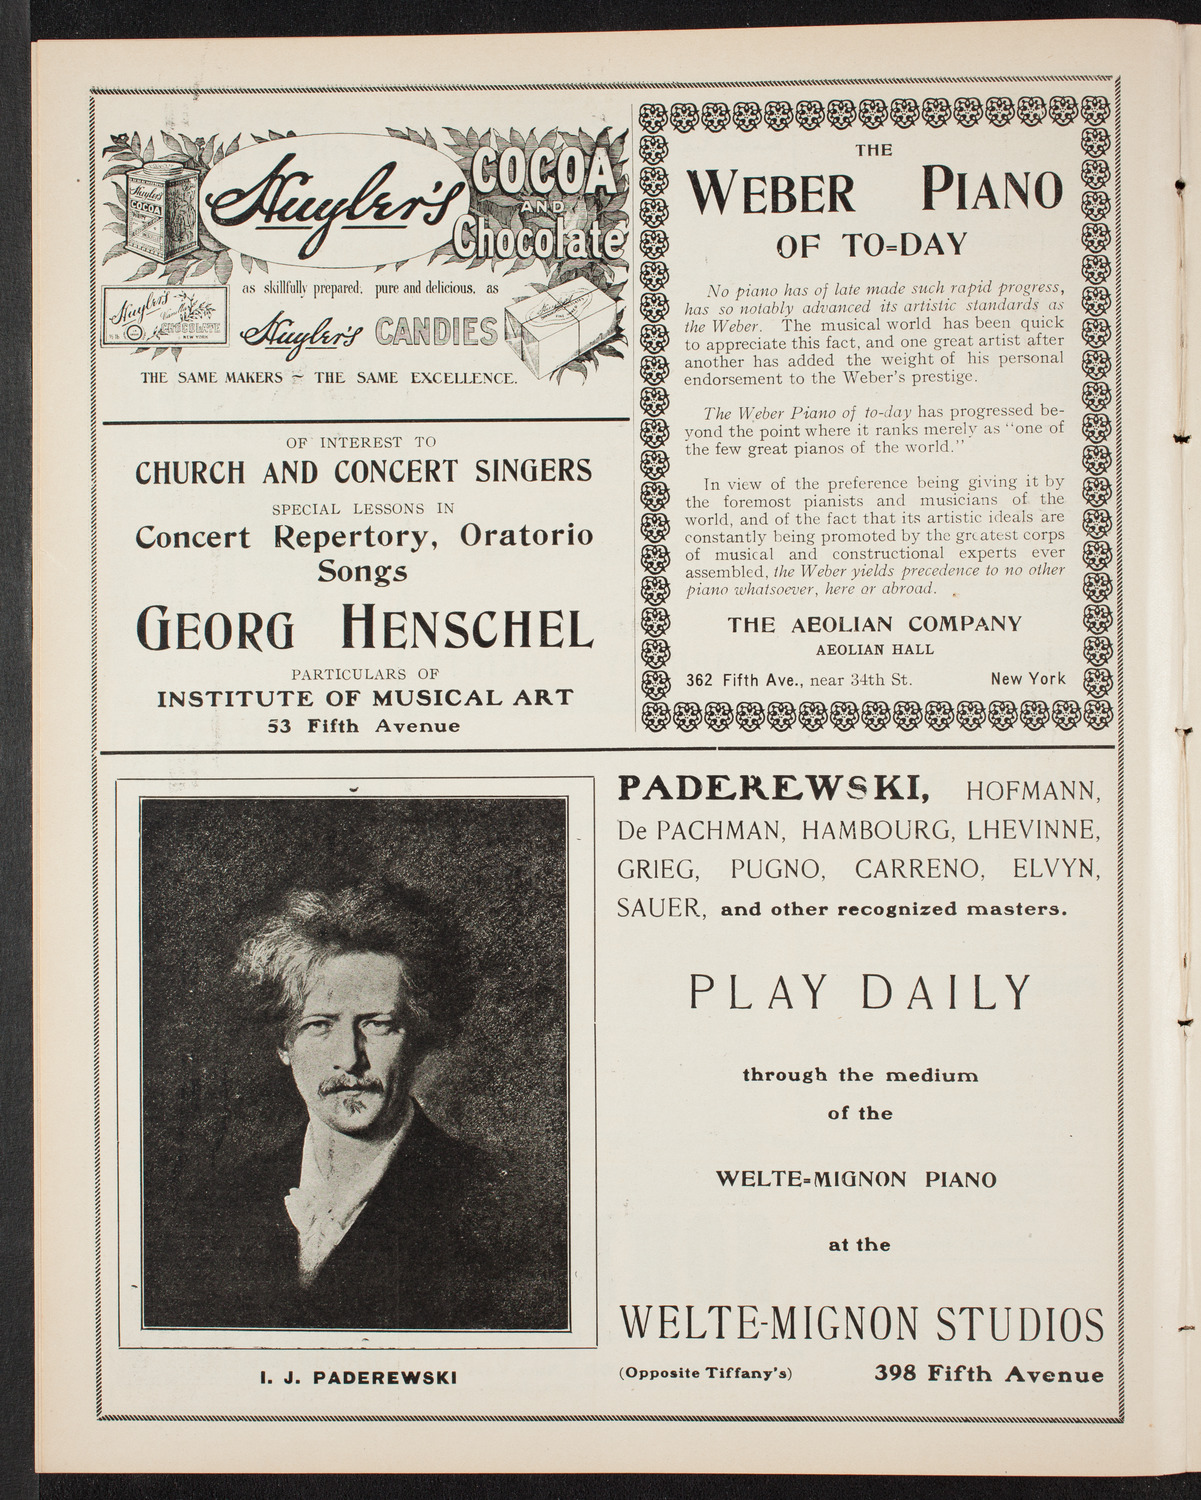 Huyler's
COCOA
AND
Chocolate
Huyler's
COCOA
Huyler's
CHOCOLATE
NEW YORK
as skillfully prepared; pure and delicious, as
Huyler's CANDIES
THE SAME MAKERS ~ THE SAME EXCELLENCE.
OF INTEREST TO
CHURCH AND CONCERT SINGERS
SPECIAL LESSONS IN
Concert Repertory, Oratorio
Songs
GEORG HENSCHEL
PARTICULARS OF
INSTITUTE OF MUSICAL ART
53 Fifth Avenue
THE
WEBER PIANO
OF TO=DAY
No piano has of late made such rapid progress,
has so notably advanced its artistic standards as
the Weber. The musical world has been quick
to appreciate this fact, and one great artist after
another has added the weight of his personal
endorsement to the Weber's prestige.
The Weber Piano of to-day has progressed be-
yond the point where it ranks merely as "one of
the few great pianos of the world."
In view of the preference being giving it by
the foremost pianists and musicians of the
world, and of the fact that its artistic ideals are
constantly being promoted by the greatest corps
of musical and constructional experts ever
assembled, the Weber yields precedence to no other
piano whatsoever, here or abroad.
THE AEOLIAN COMPANY
AEOLIAN HALL
362 Fifth Ave., near 34th St. New York
I. J. PADEREWSKI
PADEREWSKI, HOFMANN,
De PACHMAN, HAMBOURG, LHEVINNE,
GRIEG, PUGNO, CARRENO, ELVYN,
SAUER, and other recognized masters.
PLAY DAILY
through the medium
of the
WELTE=MIGNON PIANO
at the
WELTE-MIGNON STUDIOS
(Opposite Tiffany's) 398 Fifth Avenue